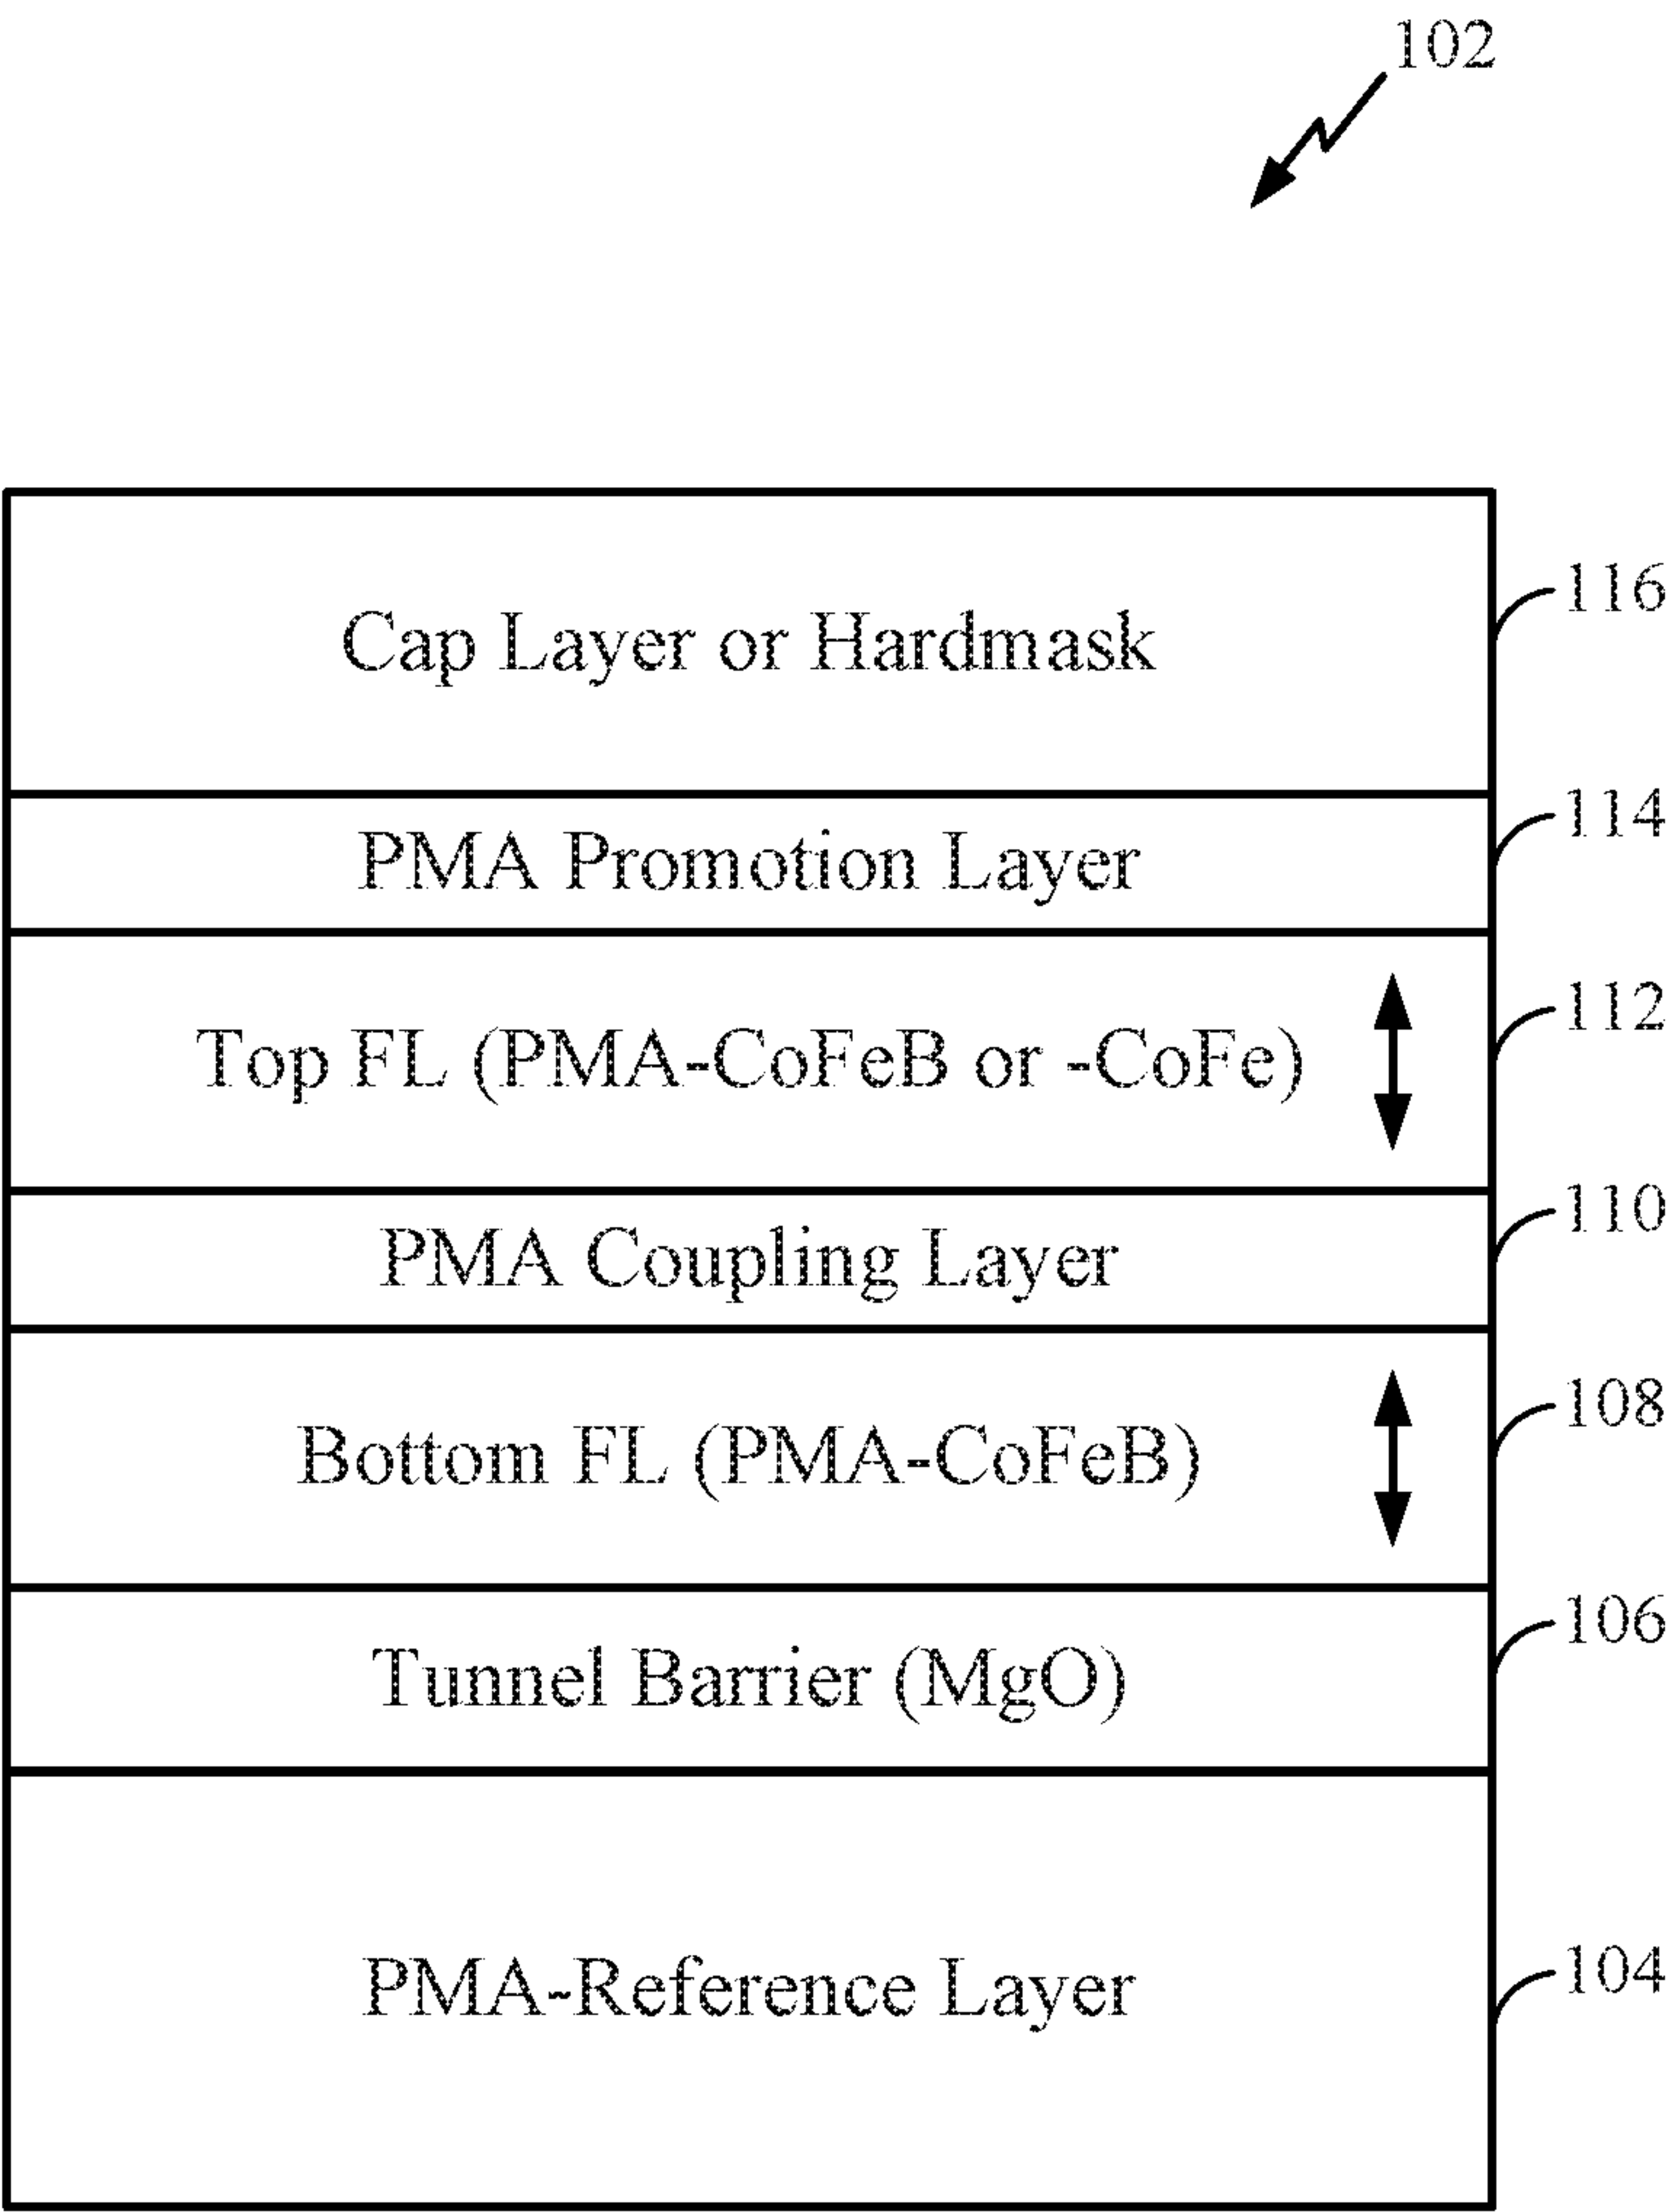 102
Cap Layer or Hardmask
116
PMA Promotion Layer
114
Top FL (PMA-CoFeB or -CoFe)
112
PMA Coupling Layer
110
Bottom FL (PMA-CoFeB)
108
Tunnel Barrier (MgO)
106
PMA-Reference Layer
104